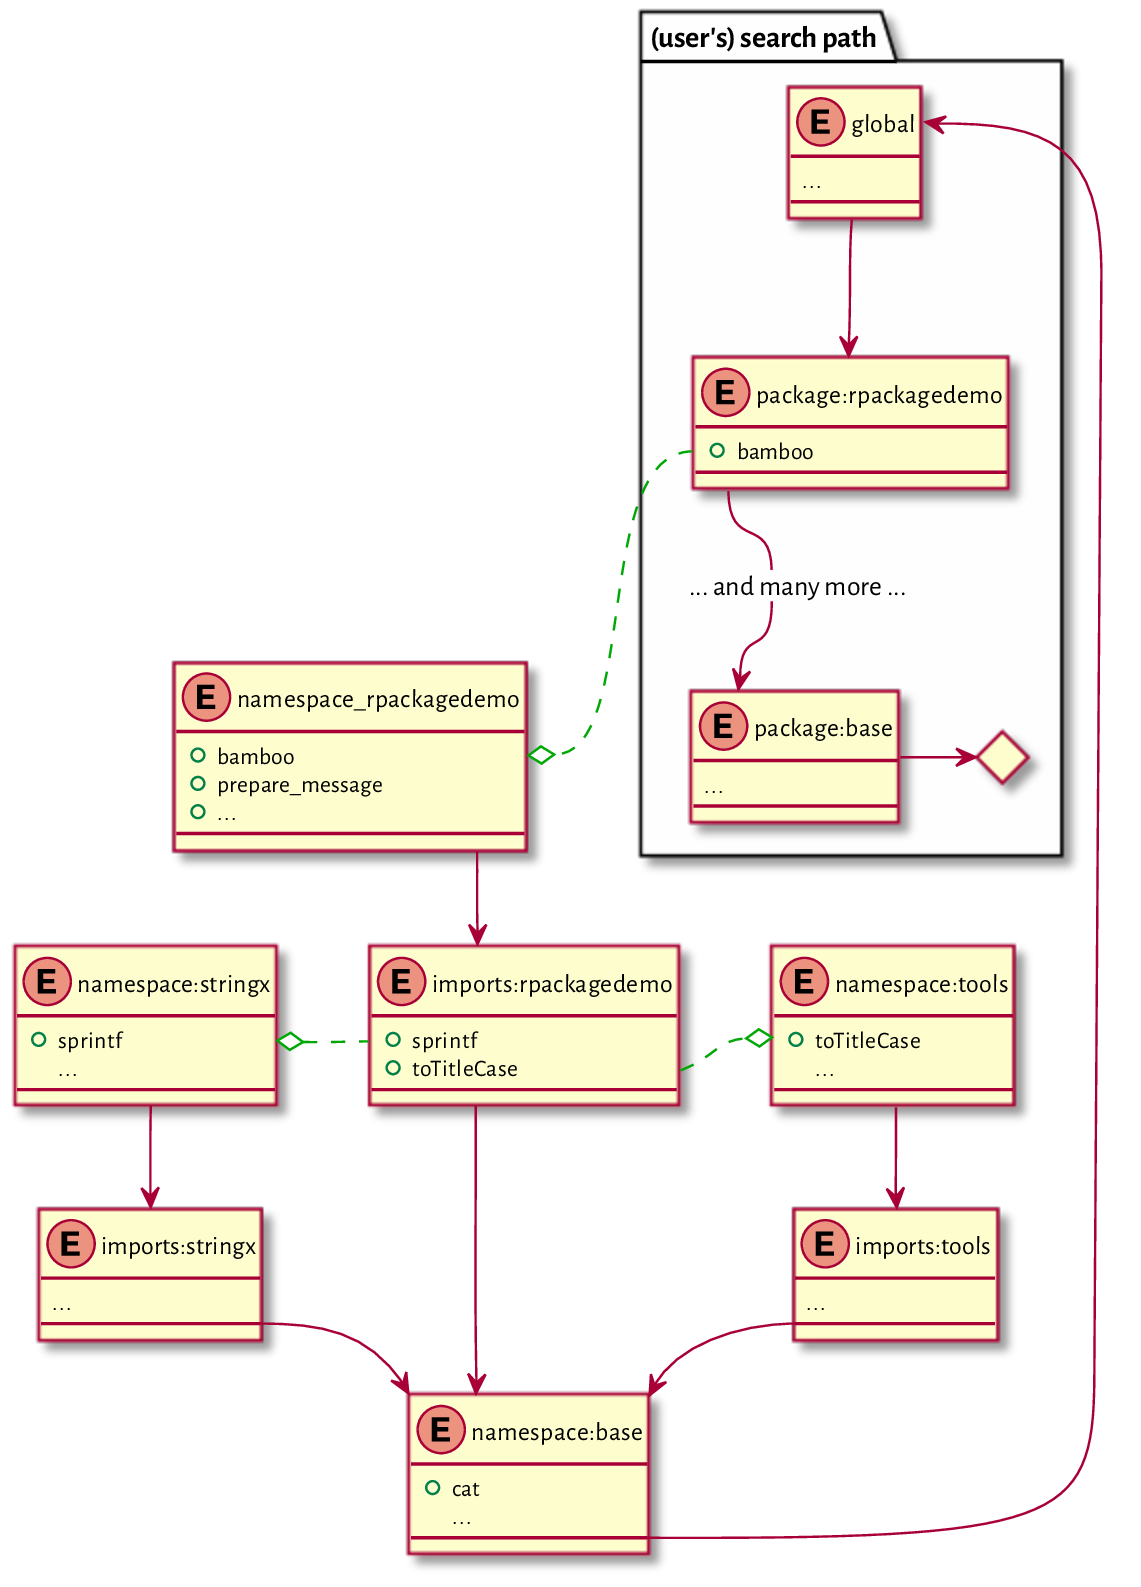 (user's) search path
E global
...
E package:rpackagedemo
bamboo
... and many more ...
E namespace_rpackagedemo
bamboo
prepare_message
...
E package:base
...
E namespace:stringx
sprintf
...
E imports:rpackagedemo
sprintf
toTitleCase
E namespace:tools
toTitleCase
...
E imports:stringx
...
E imports:tools
...
E namespace:base
cat
...